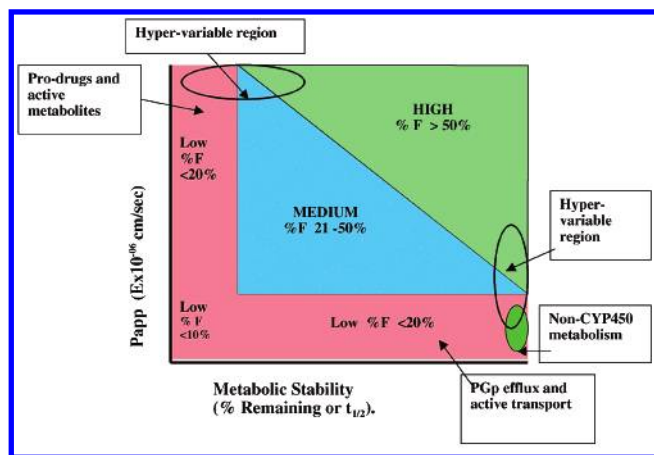 Hyper-variable region
Pro-drugs and
active
metabolites
HIGH
% F > 50%
Low
%F
<20%
MEDIUM
%F 21 -50%
Hyper-
variable
region
Low
% F
<10%
Low %F <20%
Non-CYP450
metabolism
Papp (Ex10⁻⁰⁶ cm/sec)
Metabolic Stability
(% Remaining or t₁/₂).
PGp efflux and
active transport